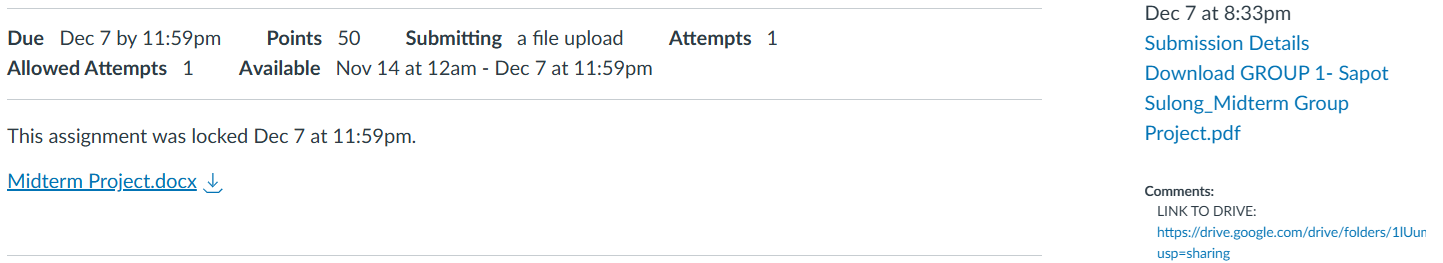 Due Dec 7 by 11:59pm Points 50 Submitting a file upload Attempts 1
Allowed Attempts 1 Available Nov 14 at 12am - Dec 7 at 11:59pm
This assignment was locked Dec 7 at 11:59pm.
Midterm Project.docx
Dec 7 at 8:33pm
Submission Details
Download GROUP 1- Sapot
Sulong_Midterm Group
Project.pdf
Comments:
LINK TO DRIVE:
https://drive.google.com/drive/folders/1IUur
usp=sharing